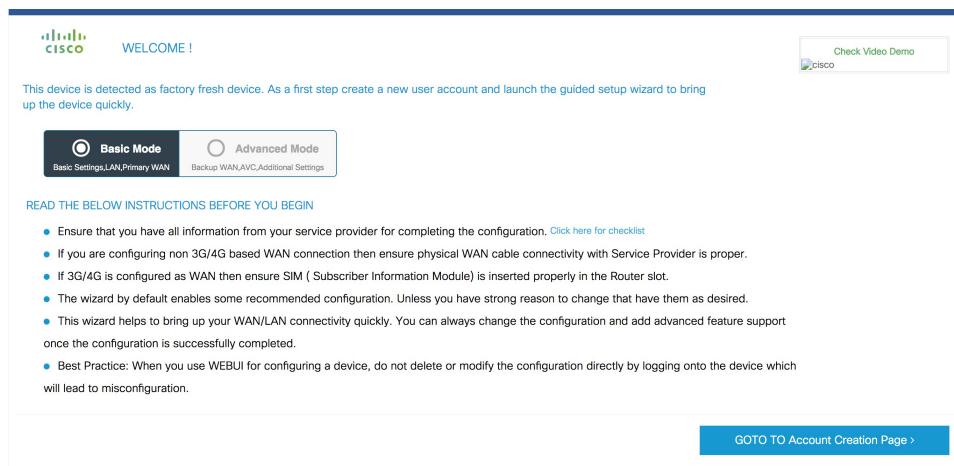 CISCO
WELCOME !
Check Video Demo
cisco
This device is detected as factory fresh device. As a first step create a new user account and launch the guided setup wizard to bring
up the device quickly.
Basic Mode
Basic Settings,LAN,Primary WAN
Advanced Mode
Backup WAN,AVC,Additional Settings
READ THE BELOW INSTRUCTIONS BEFORE YOU BEGIN
Ensure that you have all information from your service provider for completing the configuration. Click here for checklist
If you are configuring non 3G/4G based WAN connection then ensure physical WAN cable connectivity with Service Provider is proper.
If 3G/4G is configured as WAN then ensure SIM ( Subscriber Information Module) is inserted properly in the Router slot.
The wizard by default enables some recommended configuration. Unless you have strong reason to change that have them as desired.
This wizard helps to bring up your WAN/LAN connectivity quickly. You can always change the configuration and add advanced feature support
once the configuration is successfully completed.
Best Practice: When you use WEBUI for configuring a device, do not delete or modify the configuration directly by logging onto the device which
will lead to misconfiguration.
GOTO TO Account Creation Page >